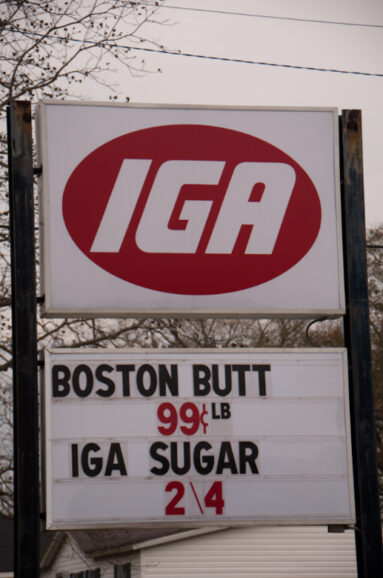 IGA
BOSTON BUTT
99¢ LB
IGA SUGAR
2\4